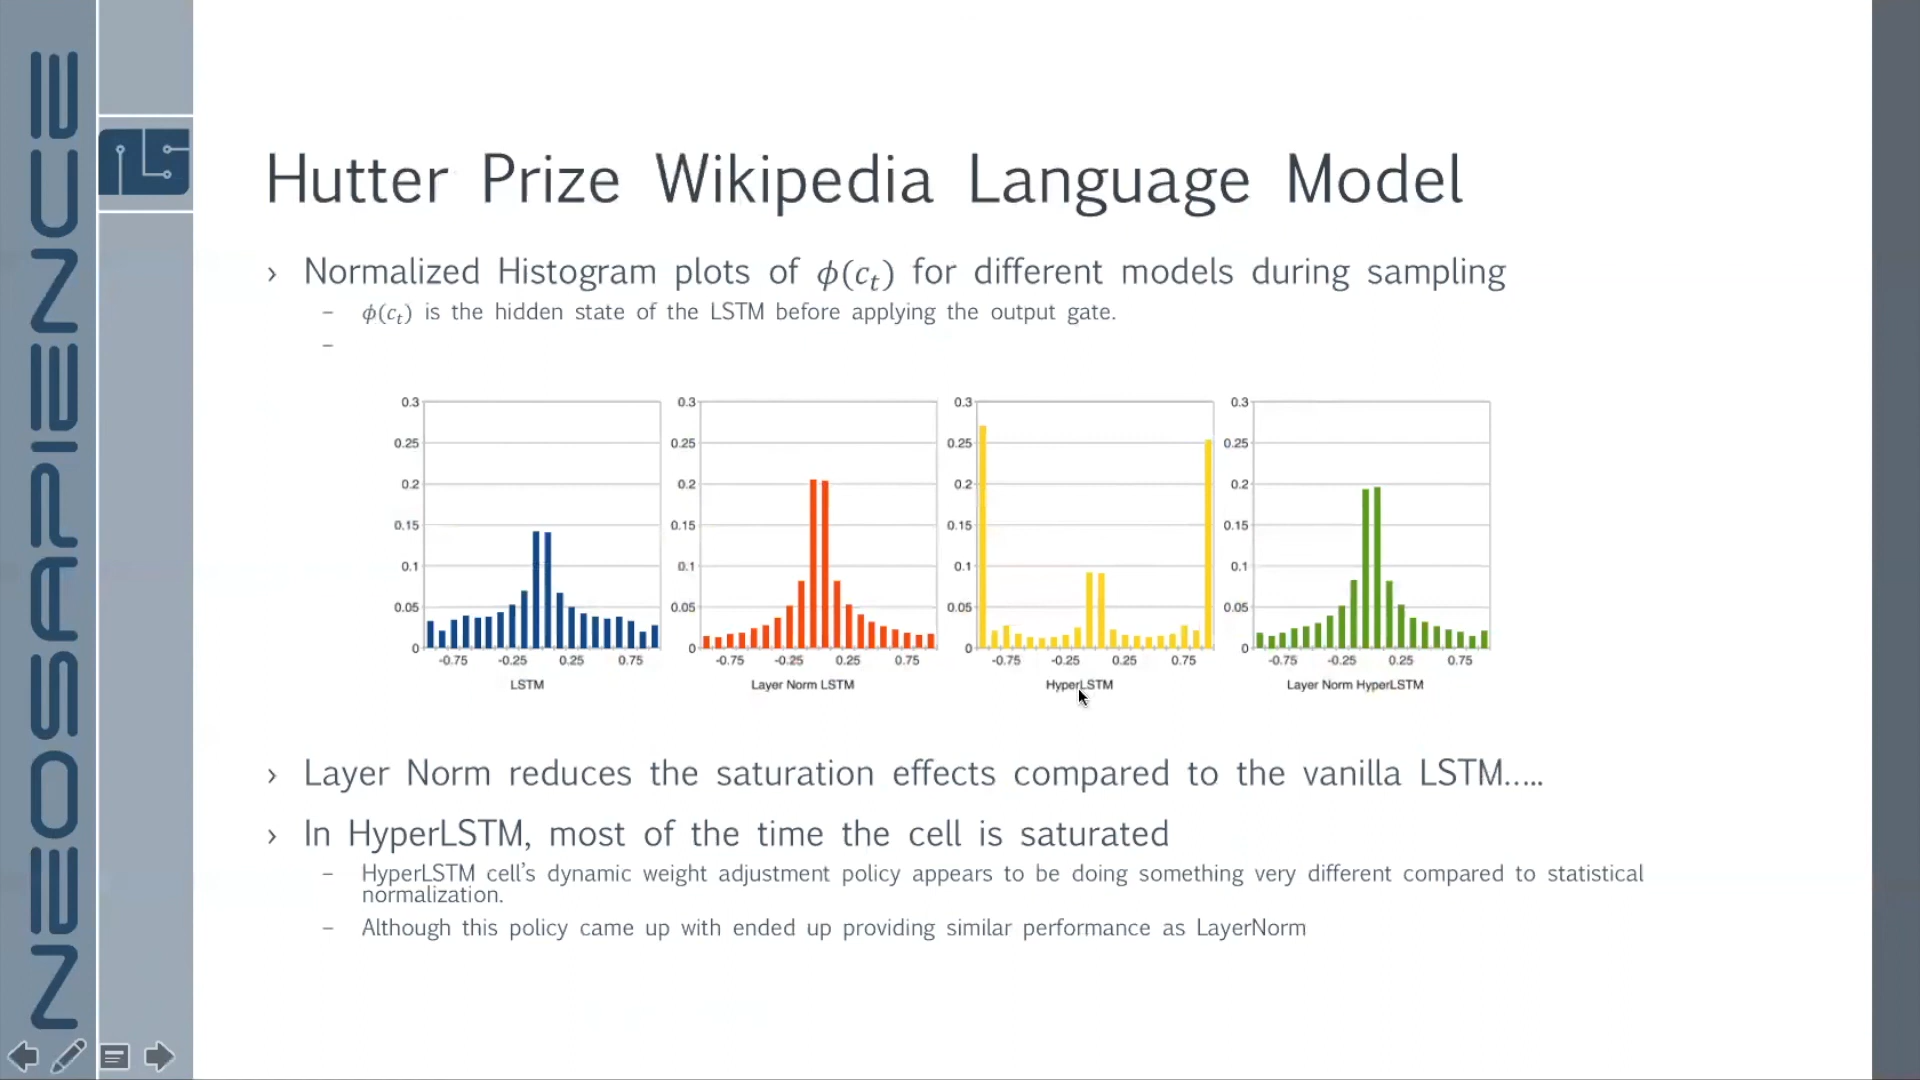 NEOSAPIENCE
Hutter Prize Wikipedia Language Model
› Normalized Histogram plots of ϕ(cₜ) for different models during sampling
– ϕ(cₜ) is the hidden state of the LSTM before applying the output gate.
–
0.3 0.3 0.3 0.3
0.25 0.25 0.25 0.25
0.2 0.2 0.2 0.2
0.15 0.15 0.15 0.15
0.1 0.1 0.1 0.1
0.05 0.05 0.05 0.05
0 0 0 0
-0.75 -0.25 0.25 0.75 -0.75 -0.25 0.25 0.75 -0.75 -0.25 0.25 0.75 -0.75 -0.25 0.25 0.75
LSTM Layer Norm LSTM HyperLSTM Layer Norm HyperLSTM
› Layer Norm reduces the saturation effects compared to the vanilla LSTM.....
› In HyperLSTM, most of the time the cell is saturated
– HyperLSTM cell's dynamic weight adjustment policy appears to be doing something very different compared to statistical
normalization.
– Although this policy came up with ended up providing similar performance as LayerNorm